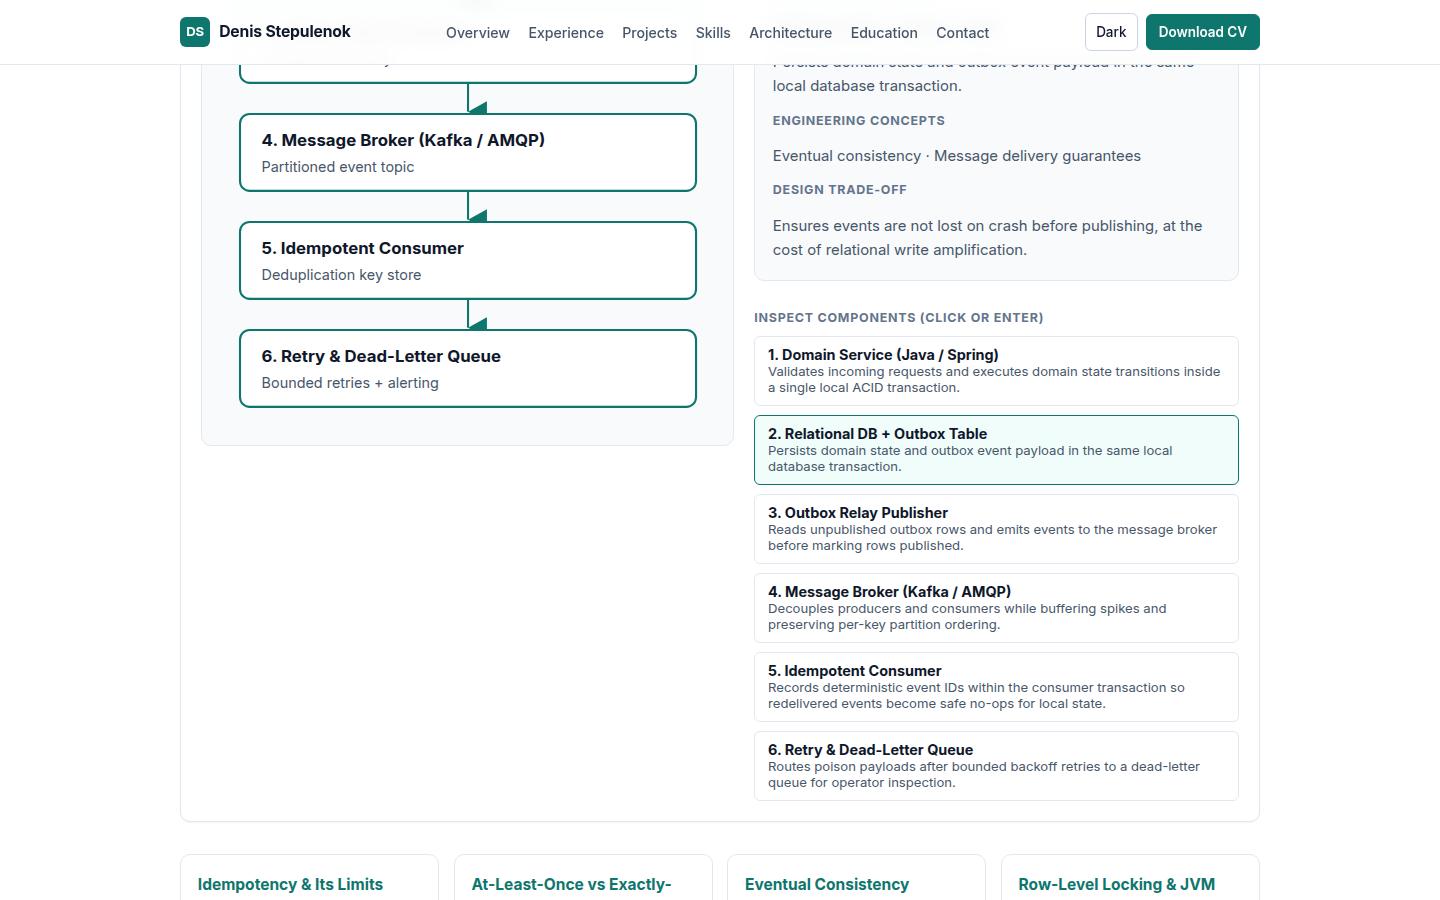 DS Denis Stepulenok Overview Experience Projects Skills Architecture Education Contact Dark Download CV
4. Message Broker (Kafka / AMQP)
Partitioned event topic
5. Idempotent Consumer
Deduplication key store
6. Retry & Dead-Letter Queue
Bounded retries + alerting
Persists domain state and outbox event payload in the same
local database transaction.
ENGINEERING CONCEPTS
Eventual consistency · Message delivery guarantees
DESIGN TRADE-OFF
Ensures events are not lost on crash before publishing, at the
cost of relational write amplification.
INSPECT COMPONENTS (CLICK OR ENTER)
1. Domain Service (Java / Spring)
Validates incoming requests and executes domain state transitions inside
a single local ACID transaction.
2. Relational DB + Outbox Table
Persists domain state and outbox event payload in the same local
database transaction.
3. Outbox Relay Publisher
Reads unpublished outbox rows and emits events to the message broker
before marking rows published.
4. Message Broker (Kafka / AMQP)
Decouples producers and consumers while buffering spikes and
preserving per-key partition ordering.
5. Idempotent Consumer
Records deterministic event IDs within the consumer transaction so
redelivered events become safe no-ops for local state.
6. Retry & Dead-Letter Queue
Routes poison payloads after bounded backoff retries to a dead-letter
queue for operator inspection.
Idempotency & Its Limits
At-Least-Once vs Exactly-
Eventual Consistency
Row-Level Locking & JVM